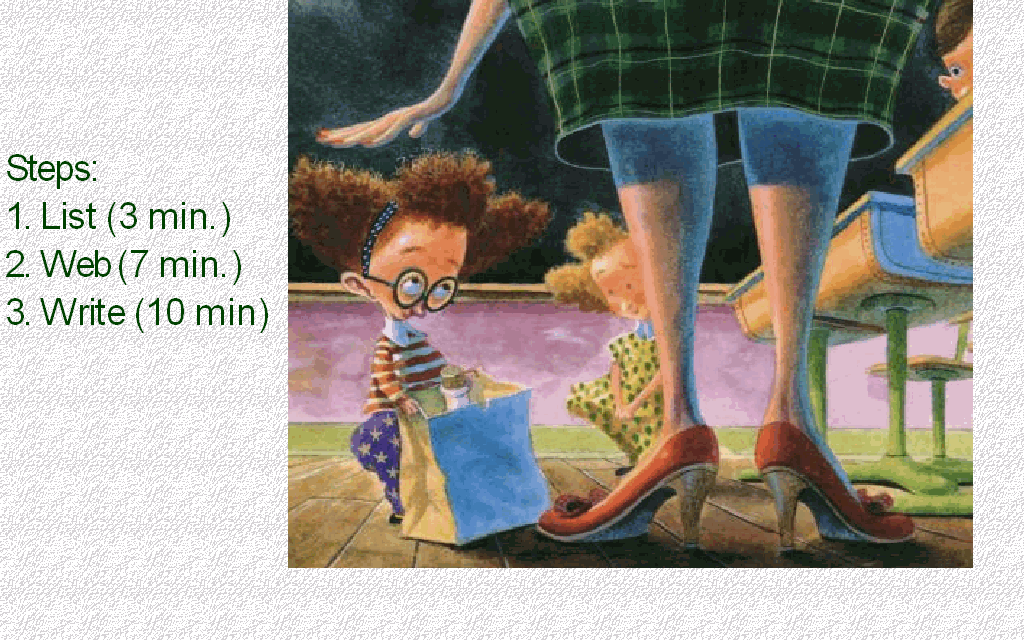 Steps:
1. List (3 min.)
2. Web (7 min.)
3. Write (10 min)